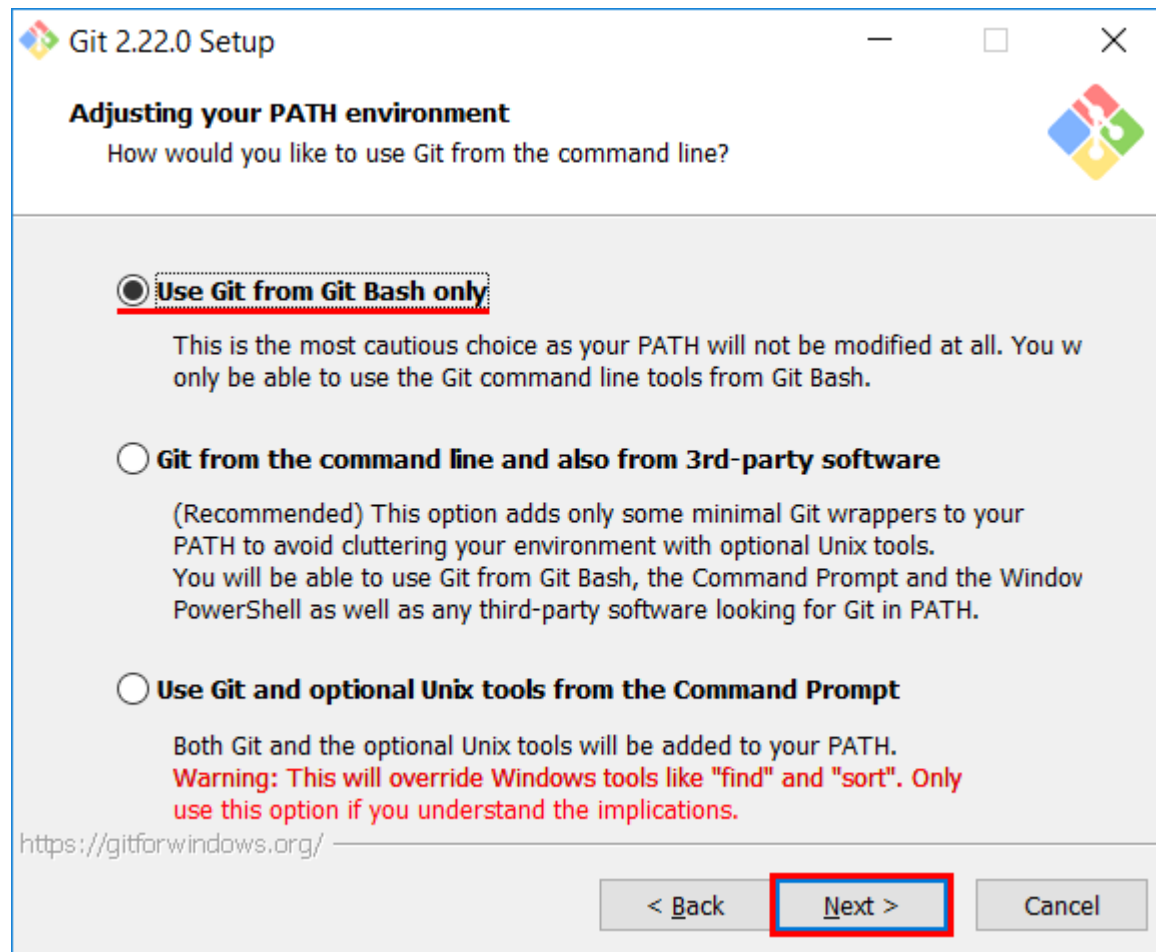 Git 2.22.0 Setup
Adjusting your PATH environment
How would you like to use Git from the command line?
Use Git from Git Bash only
This is the most cautious choice as your PATH will not be modified at all. You w
only be able to use the Git command line tools from Git Bash.
Git from the command line and also from 3rd-party software
(Recommended) This option adds only some minimal Git wrappers to your
PATH to avoid cluttering your environment with optional Unix tools.
You will be able to use Git from Git Bash, the Command Prompt and the Window
PowerShell as well as any third-party software looking for Git in PATH.
Use Git and optional Unix tools from the Command Prompt
Both Git and the optional Unix tools will be added to your PATH.
Warning: This will override Windows tools like "find" and "sort". Only
use this option if you understand the implications.
https://gitforwindows.org/
< Back Next > Cancel